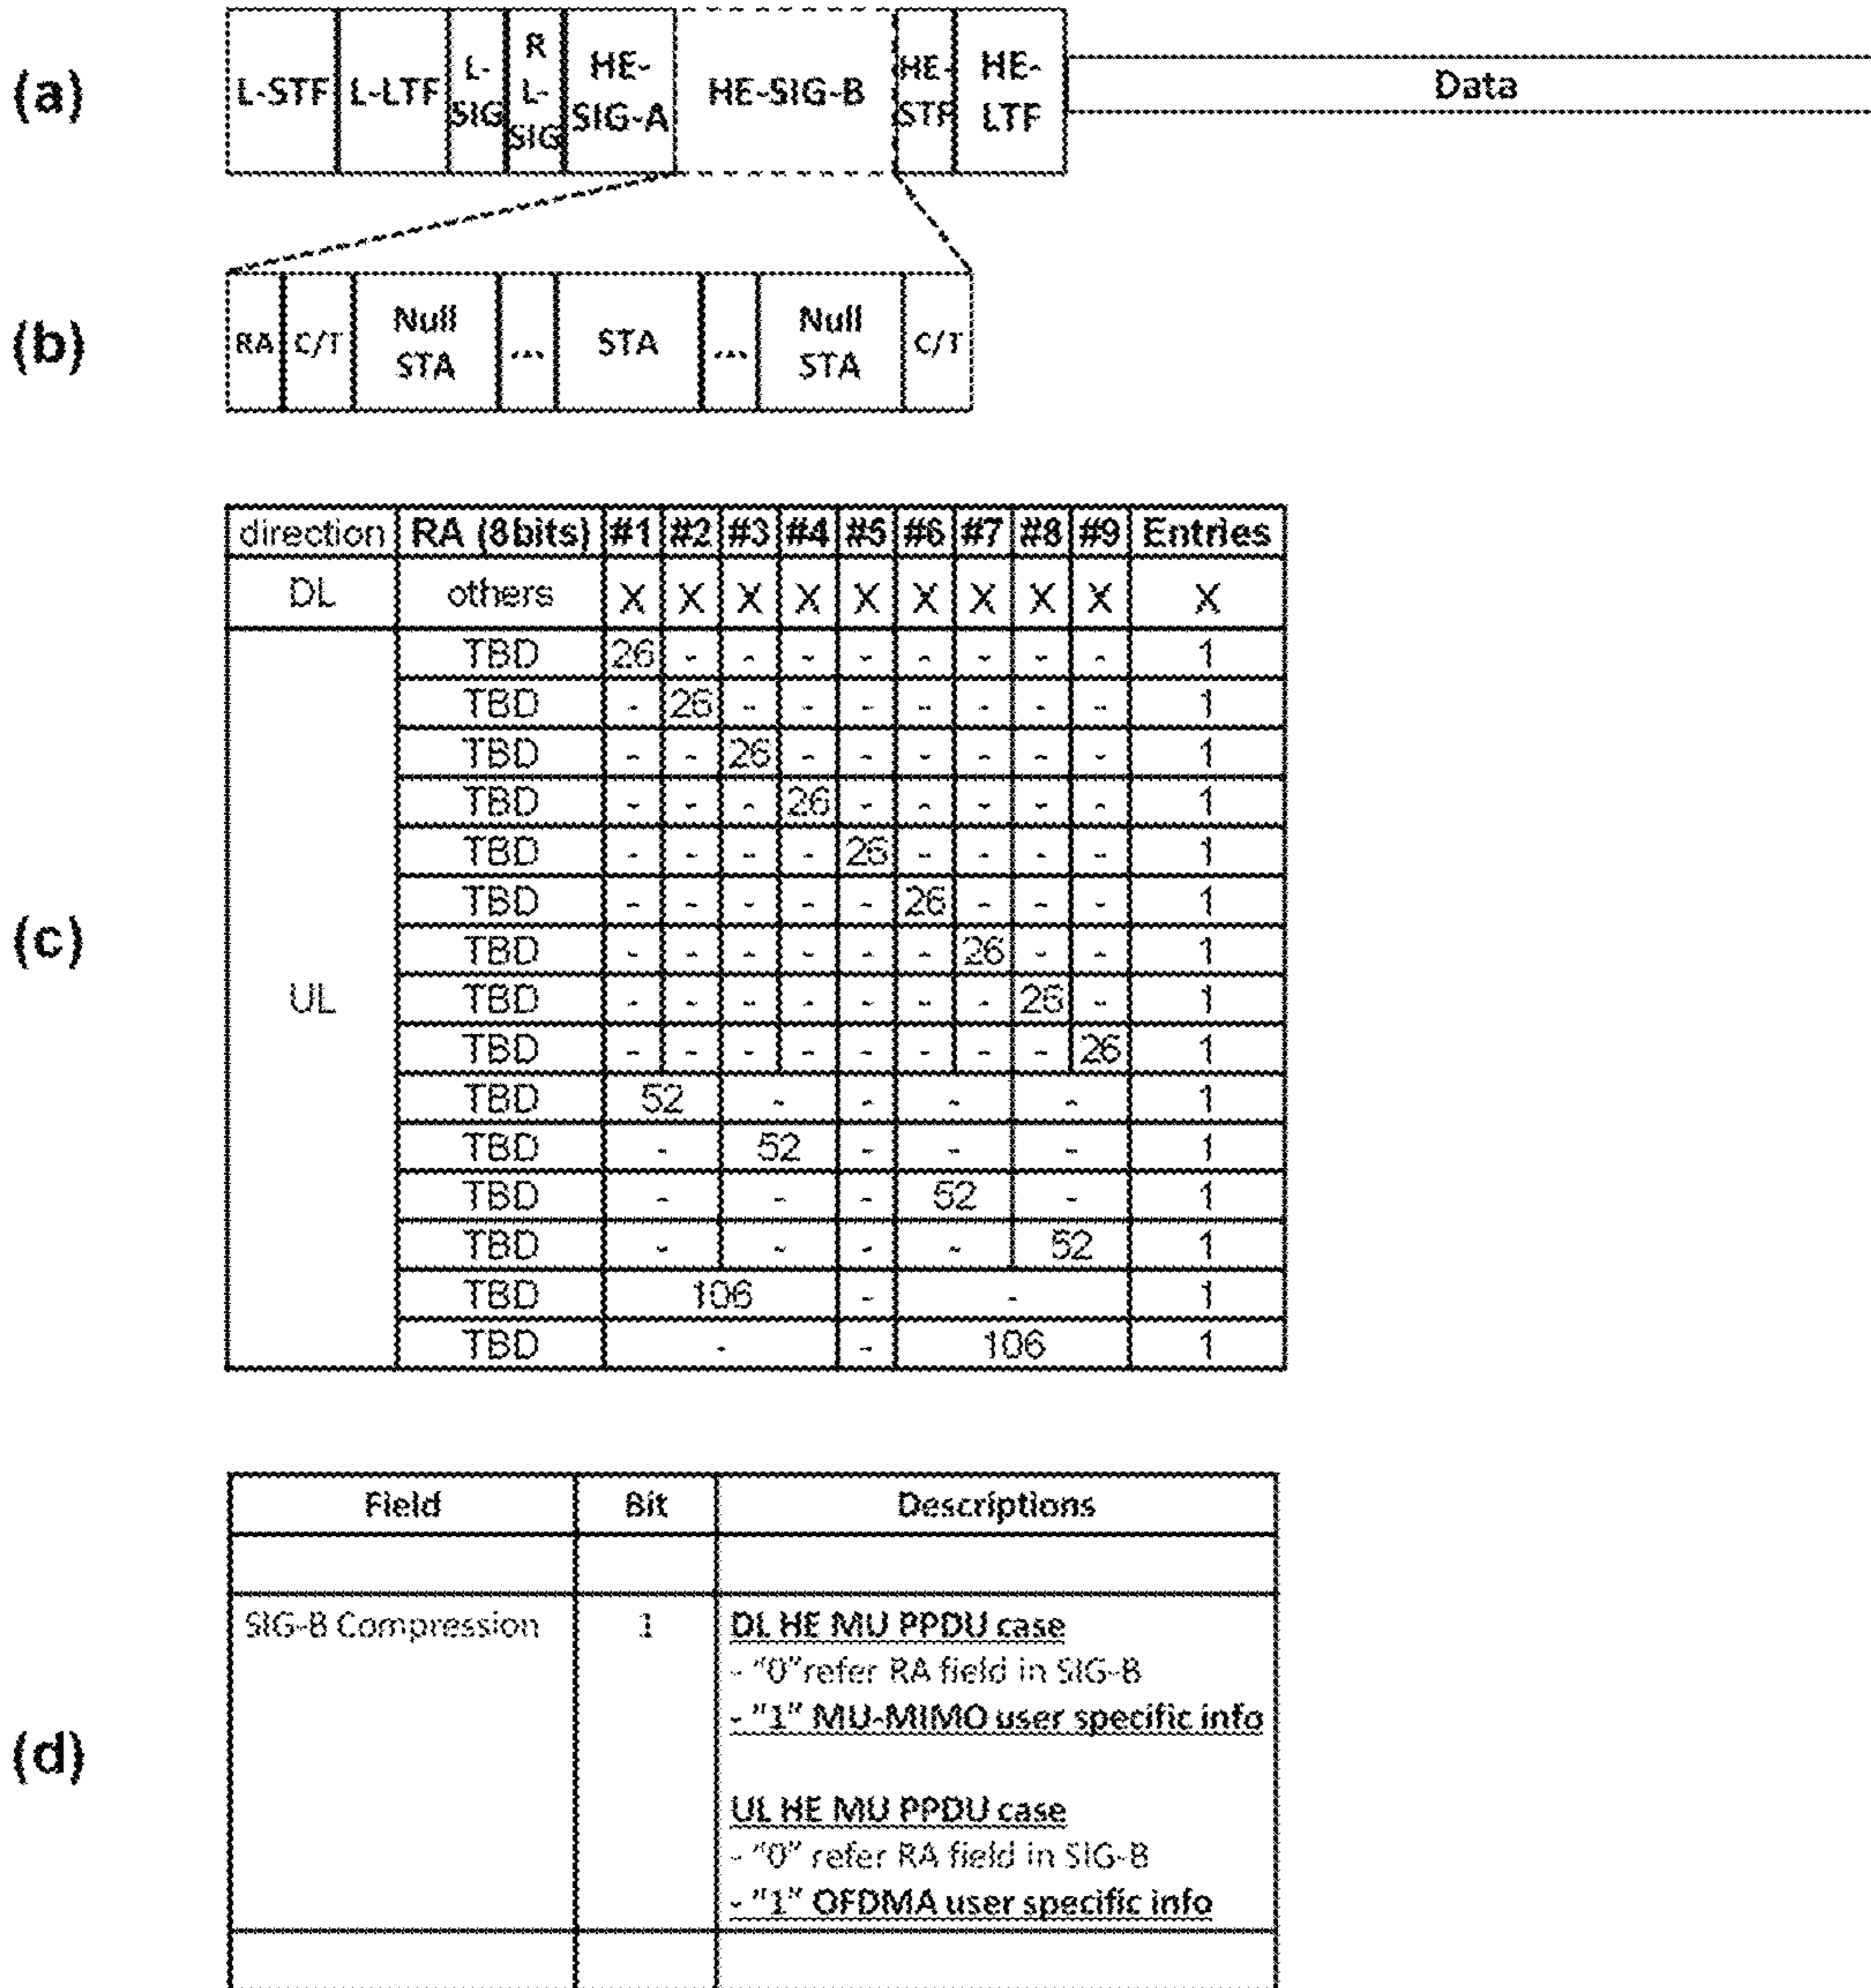 (a)
L-STF L-LTF L-SIG R L-SIG HE-SIG-A HE-SIG-B HE-STF HE-LTF Data
(b)
RA C/T Null STA ... STA ... Null STA C/T
(c)
direction RA (8bits) #1 #2 #3 #4 #5 #6 #7 #8 #9 Entries
DL others X X X X X X X X X X
UL
TBD 26 - - - - - - - - 1
TBD - 26 - - - - - - - 1
TBD - - 26 - - - - - - 1
TBD - - - 26 - - - - - 1
TBD - - - - 26 - - - - 1
TBD - - - - - 26 - - - 1
TBD - - - - - - 26 - - 1
TBD - - - - - - - 26 - 1
TBD - - - - - - - - 26 1
TBD 52 - - - - 1
TBD - 52 - - - 1
TBD - - - 52 - 1
TBD - - - - 52 1
TBD 106 - - 1
TBD - - 106 1
(d)
Field Bit Descriptions
SIG-B Compression 1 DL HE MU PPDU case
- "0"refer RA field in SIG-B
- "1" MU-MIMO user specific info
UL HE MU PPDU case
- "0" refer RA field in SIG-B
- "1" OFDMA user specific info